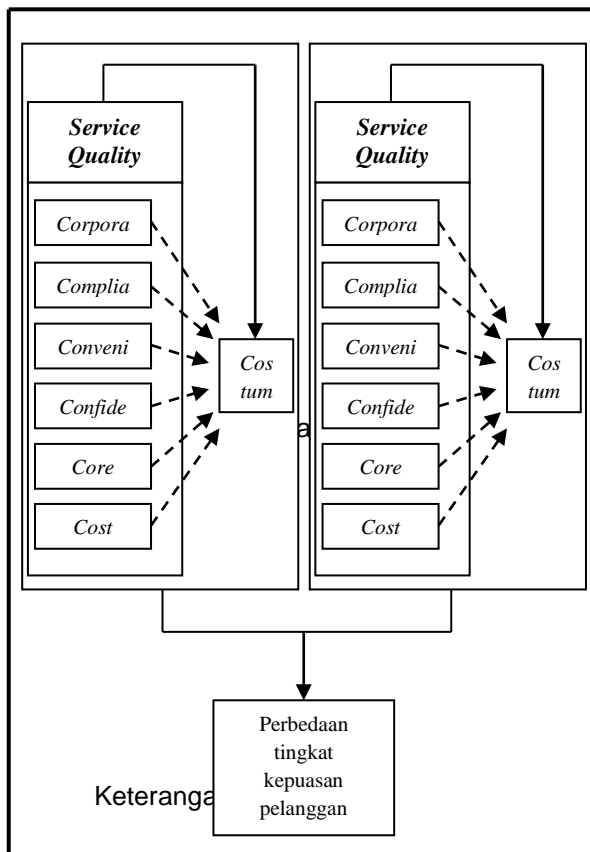 Service
Quality
Corpora
Complia
Conveni
Confide
Core
Cost
Cos
tum
a
Service
Quality
Corpora
Complia
Conveni
Confide
Core
Cost
Cos
tum
Perbedaan
tingkat
kepuasan
pelanggan
Keteranga